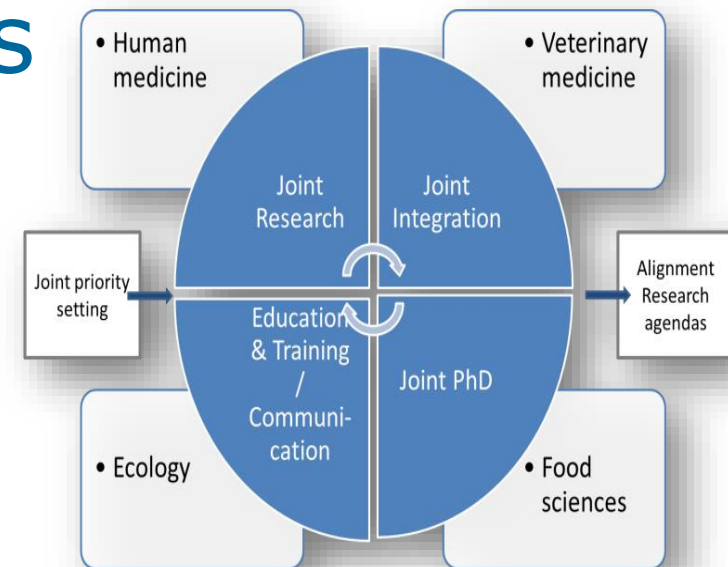 s
• Human
medicine
• Veterinary
medicine
Joint
Research
Joint
Integration
Joint priority
setting
Alignment
Research
agendas
Education
& Training
/
Communi-
cation
Joint PhD
• Ecology
• Food
sciences